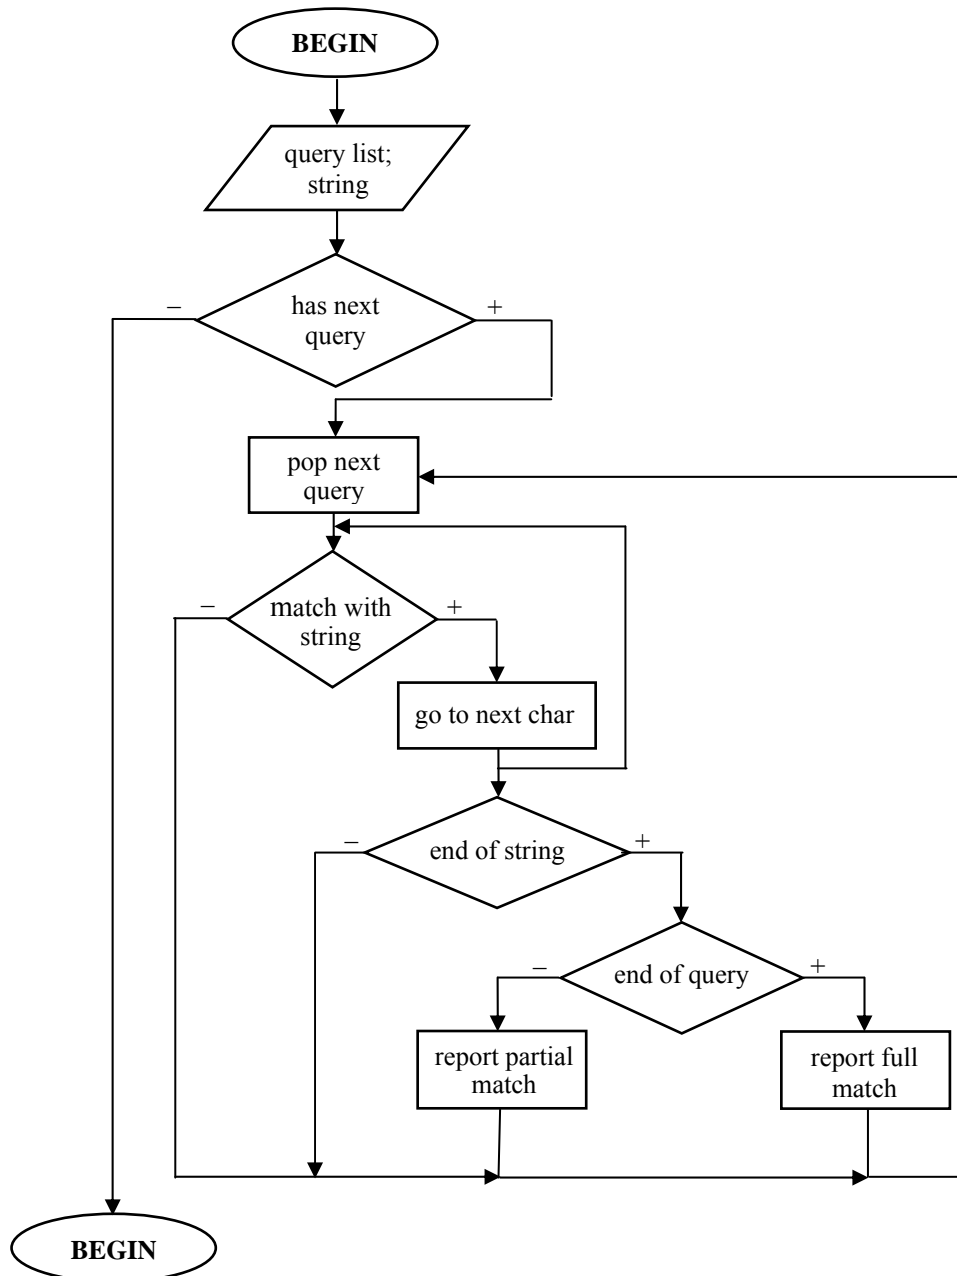 BEGIN
query list;
string
−
has next
query
+
pop next
query
−
match with
string
+
go to next char
−
end of string
+
−
end of query
+
report partial
match
report full
match
BEGIN